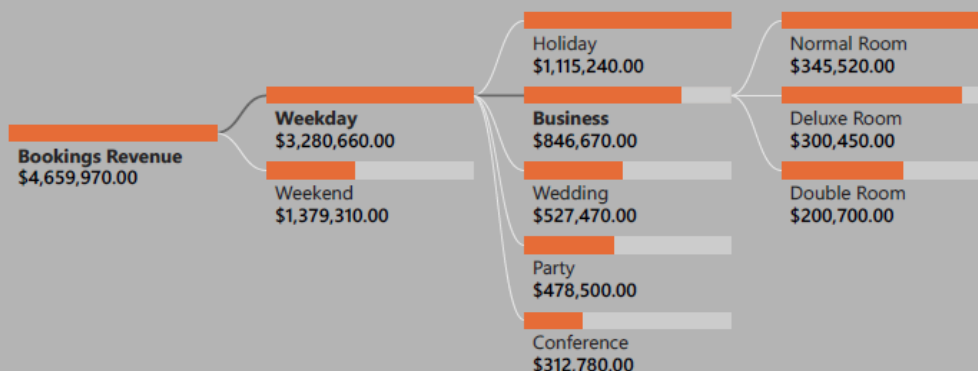 Bookings Revenue
$4,659,970.00
Weekday
$3,280,660.00
Weekend
$1,379,310.00
Holiday
$1,115,240.00
Business
$846,670.00
Wedding
$527,470.00
Party
$478,500.00
Conference
$312,780.00
Normal Room
$345,520.00
Deluxe Room
$300,450.00
Double Room
$200,700.00